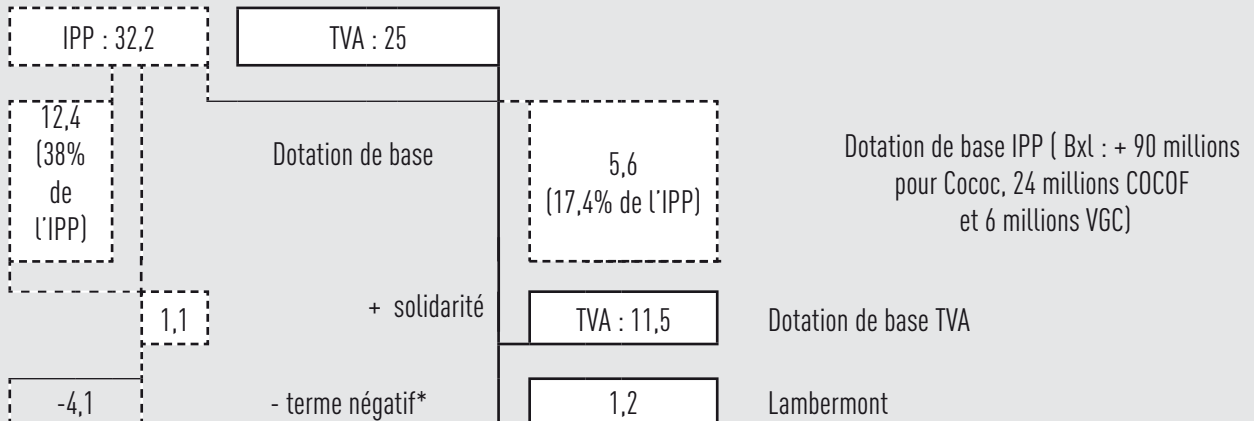 IPP : 32,2
TVA : 25
12,4
(38%
de
l'IPP)
Dotation de base
5,6
(17,4% de l'IPP)
Dotation de base IPP ( Bxl : + 90 millions
pour Cococ, 24 millions COCOF
et 6 millions VGC)
1,1
+ solidarité
TVA : 11,5
Dotation de base TVA
-4,1
- terme négatif*
1,2
Lambermont